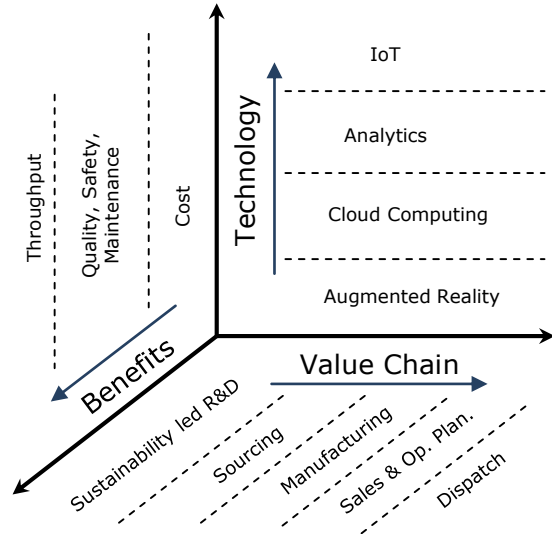 IoT
Analytics
Cloud Computing
Augmented Reality
Technology
Throughput
Quality, Safety,
Maintenance
Cost
Benefits
Value Chain
Sustainability led R&D
Sourcing
Manufacturing
Sales & Op. Plan.
Dispatch